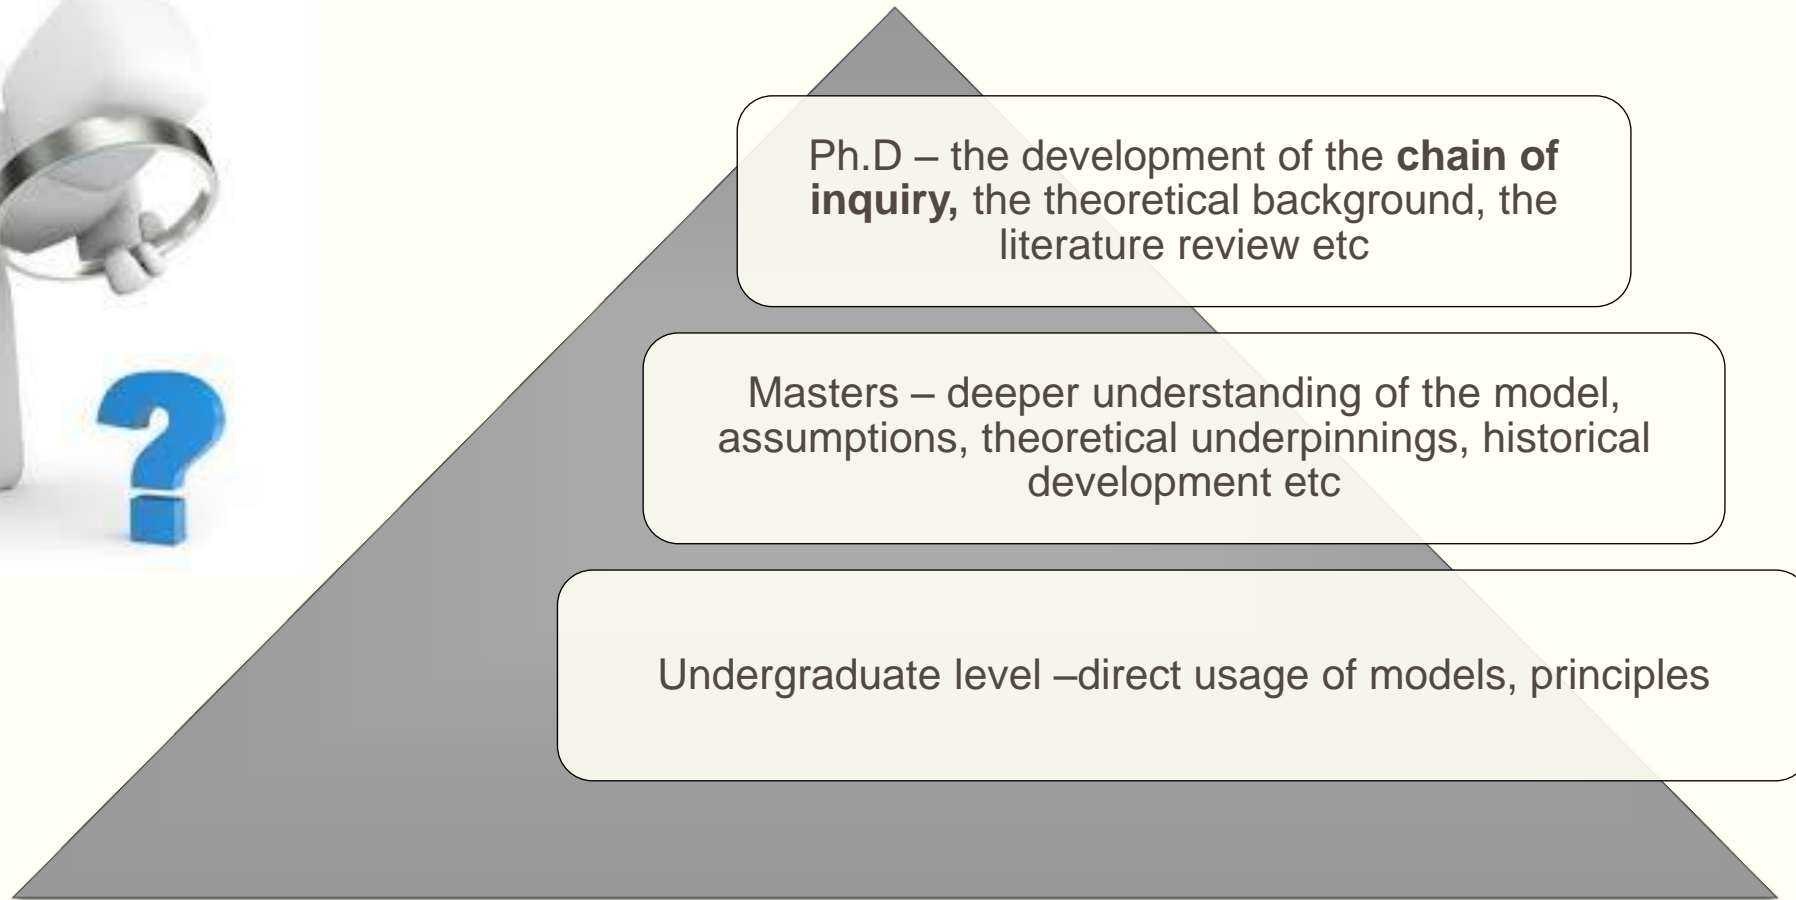 Ph.D – the development of the chain of
inquiry, the theoretical background, the
literature review etc
Masters – deeper understanding of the model,
assumptions, theoretical underpinnings, historical
development etc
Undergraduate level –direct usage of models, principles